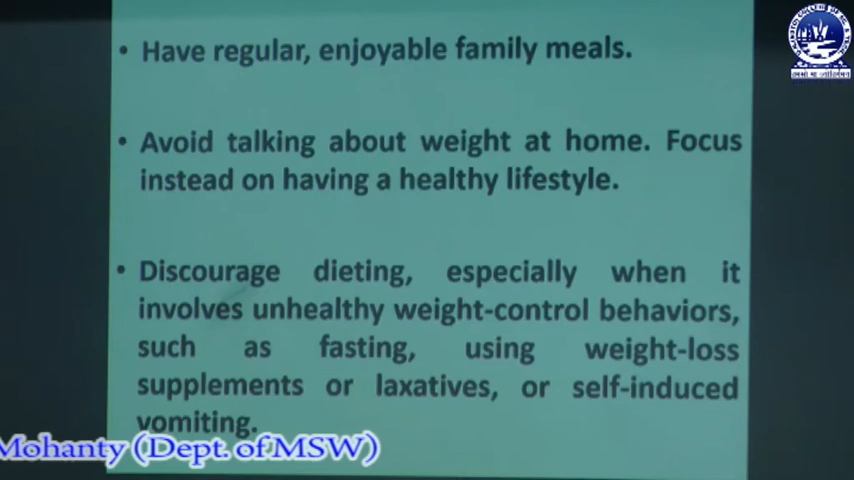 • Have regular, enjoyable family meals.
• Avoid talking about weight at home. Focus
instead on having a healthy lifestyle.
• Discourage dieting, especially when it
involves unhealthy weight-control behaviors,
such as fasting, using weight-loss
supplements or laxatives, or self-induced
vomiting.
Mohanty (Dept. of MSW)